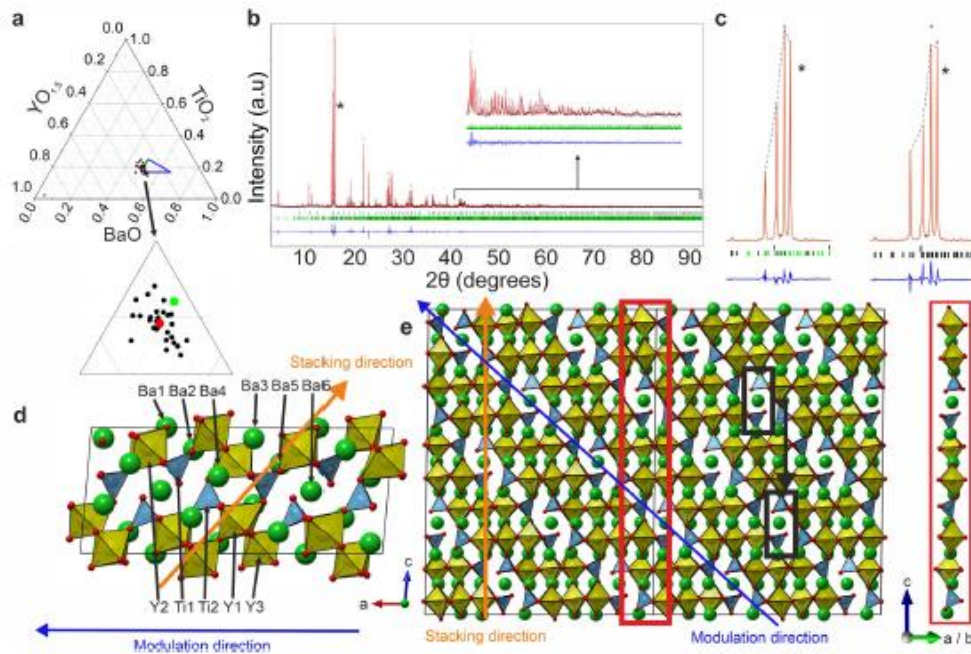 a
0.0 1.0
0.2 0.8
0.4 0.6
0.6 0.4
0.8 0.2
1.0 0.0
YO1.5
TiO2
0.0 0.2 0.4 0.6 0.8 1.0
BaO
b
Intensity (a.u)
*
10 20 30 40 50 60 70 80 90
2θ (degrees)
c
*
*
d
Stacking direction
Ba1 Ba2 Ba4 Ba3 Ba5 Ba6
Y2 Ti1 Ti2 Y1 Y3
c
a
Modulation direction
e
Stacking direction
Modulation direction
c
a / b